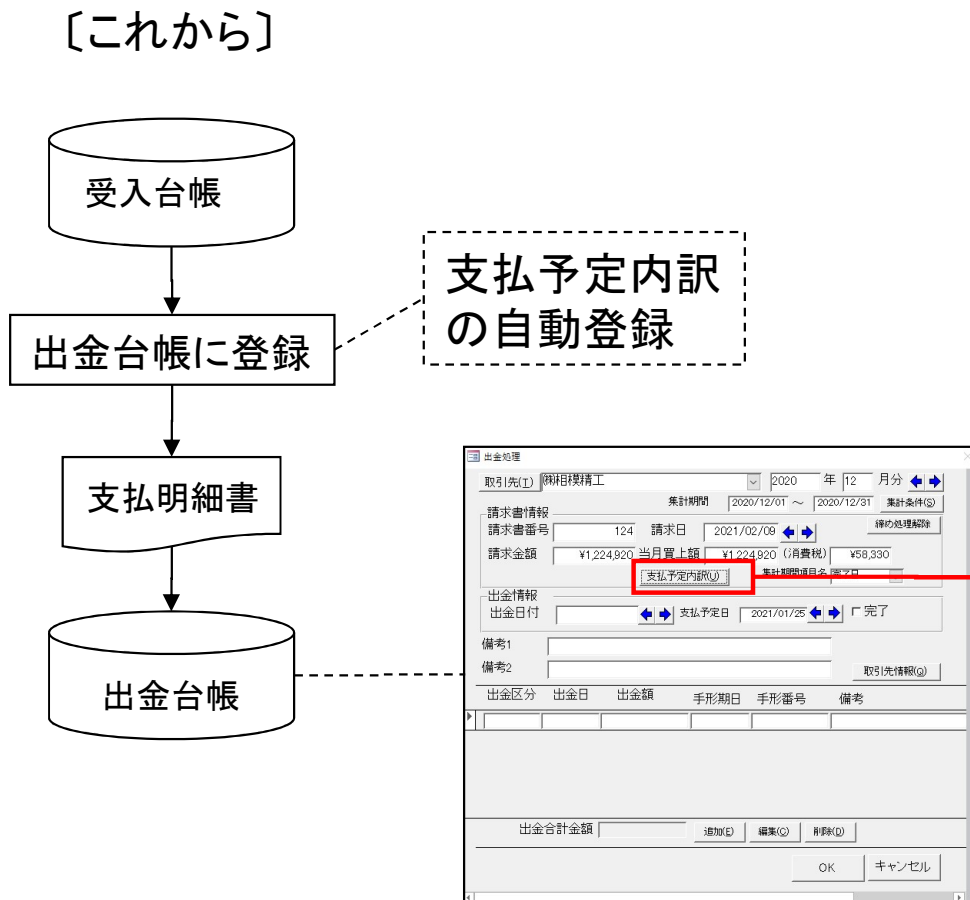 〔これから〕
受入台帳
支払予定内訳
の自動登録
出金台帳に登録
支払明細書
出金台帳
出金処理
取引先(T) ㈱相模精工 2020 年 12 月分
集計期間 2020/12/01 ～ 2020/12/31 集計条件(S)
請求書情報
請求書番号 124 請求日 2021/02/09 締め処理解除
請求金額 ¥1,224,920 当月買上額 ¥1,224,920 (消費税) ¥58,330
支払予定内訳(U) 集計期間項目名 完了日
出金情報
出金日付 支払予定日 2021/01/25 完了
備考1
備考2 取引先情報(G)
出金区分 出金日 出金額 手形期日 手形番号 備考
出金合計金額 追加(E) 編集(C) 削除(D)
OK キャンセル